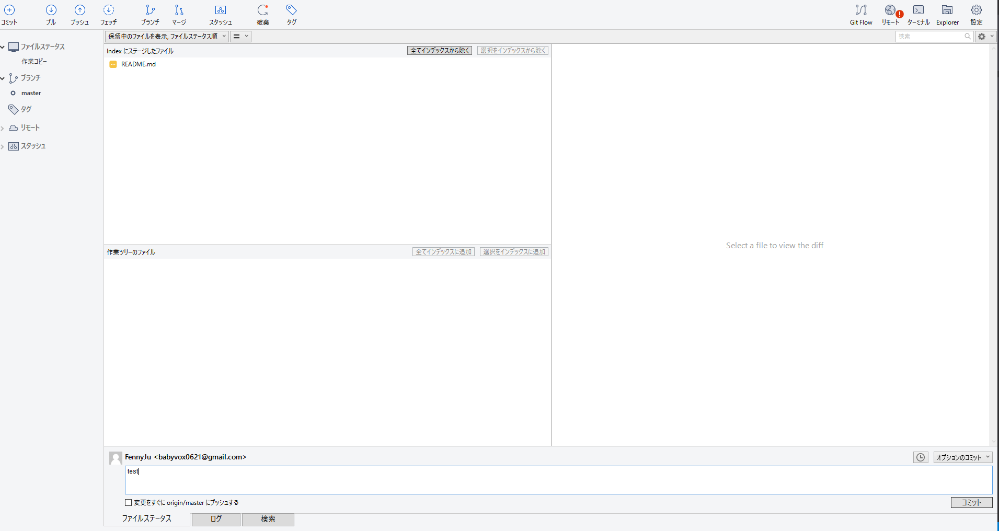 コミット
プル
プッシュ
フェッチ
ブランチ
マージ
スタッシュ
破棄
タグ
Git Flow
リモート
ターミナル
Explorer
設定
保留中のファイルを表示, ファイルステータス順
検索
ファイルステータス
作業コピー
ブランチ
master
タグ
リモート
スタッシュ
Index にステージしたファイル
全てインデックスから除く
選択をインデックスから除く
README.md
Select a file to view the diff
作業ツリーのファイル
全てインデックスに追加
選択をインデックスに追加
FennyJu <babyvox0621@gmail.com>
オプションのコミット
test
変更をすぐに origin/master にプッシュする
コミット
ファイルステータス
ログ
検索